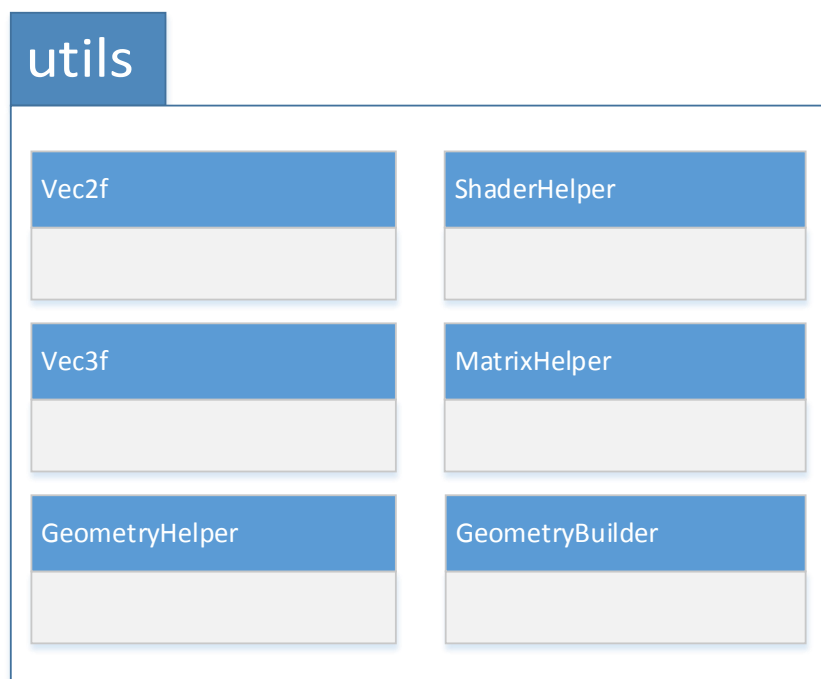 utils
Vec2f
ShaderHelper
Vec3f
MatrixHelper
GeometryHelper
GeometryBuilder